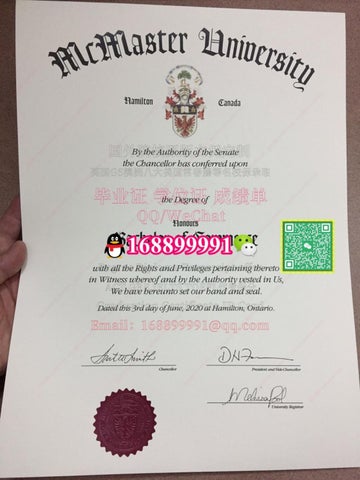 McMaster University
Hamilton Canada
By the Authority of the Senate
the Chancellor has conferred upon
毕业证 学位证 成绩单
the Degree of
QQ/WeChat
Honours
Bachelor of Commerce
168899991
with all the Rights and Privileges pertaining thereto
In Witness whereof and by the Authority vested in Us,
We have hereunto set our hand and seal.
Dated this 3rd day of June, 2020 at Hamilton, Ontario.
Email: 168899991@qq.com
Chancellor
President and Vice-Chancellor
University Registrar